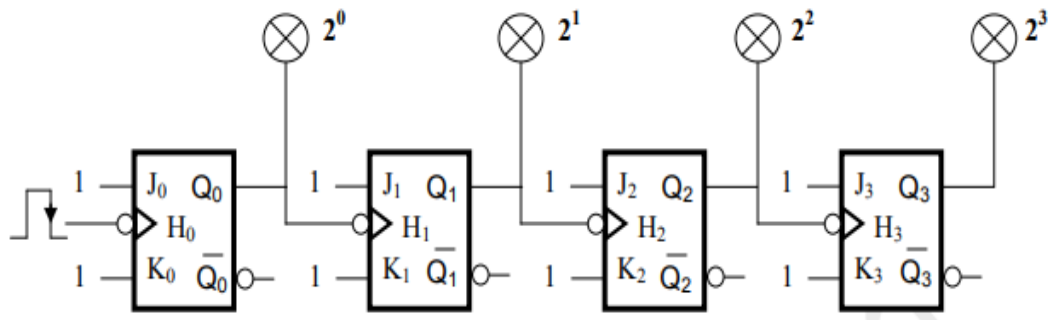 2⁰ 2¹ 2² 2³
1 J₀ Q₀ 1 J₁ Q₁ 1 J₂ Q₂ 1 J₃ Q₃
H₀ H₁ H₂ H₃
1 K₀ Q̅₀ 1 K₁ Q̅₁ 1 K₂ Q̅₂ 1 K₃ Q̅₃